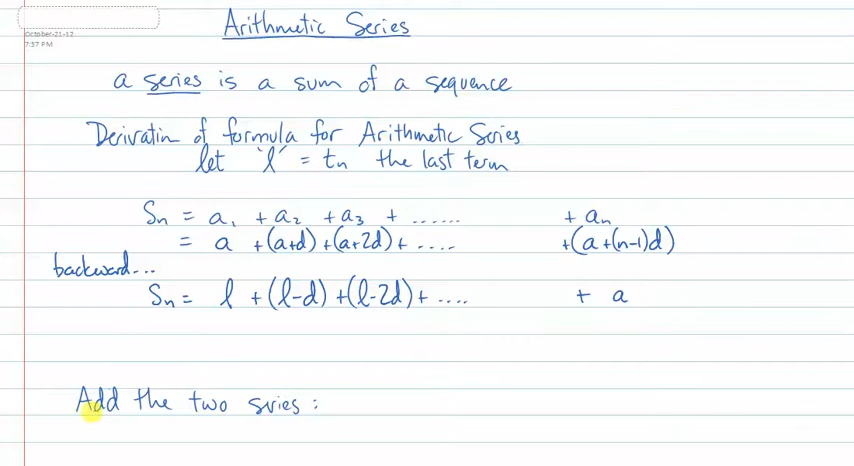 Arithmetic Series
October-21-12
7:37 PM
a series is a sum of a sequence
Derivatin of formula for Arithmetic Series
let 'l' = tn the last term
Sn = a1 + a2 + a3 + ...... + an
= a +(a+d) +(a+2d) + .... +(a+(n-1)d)
backward...
Sn = l +(l-d) +(l-2d) + .... + a
Add the two series :